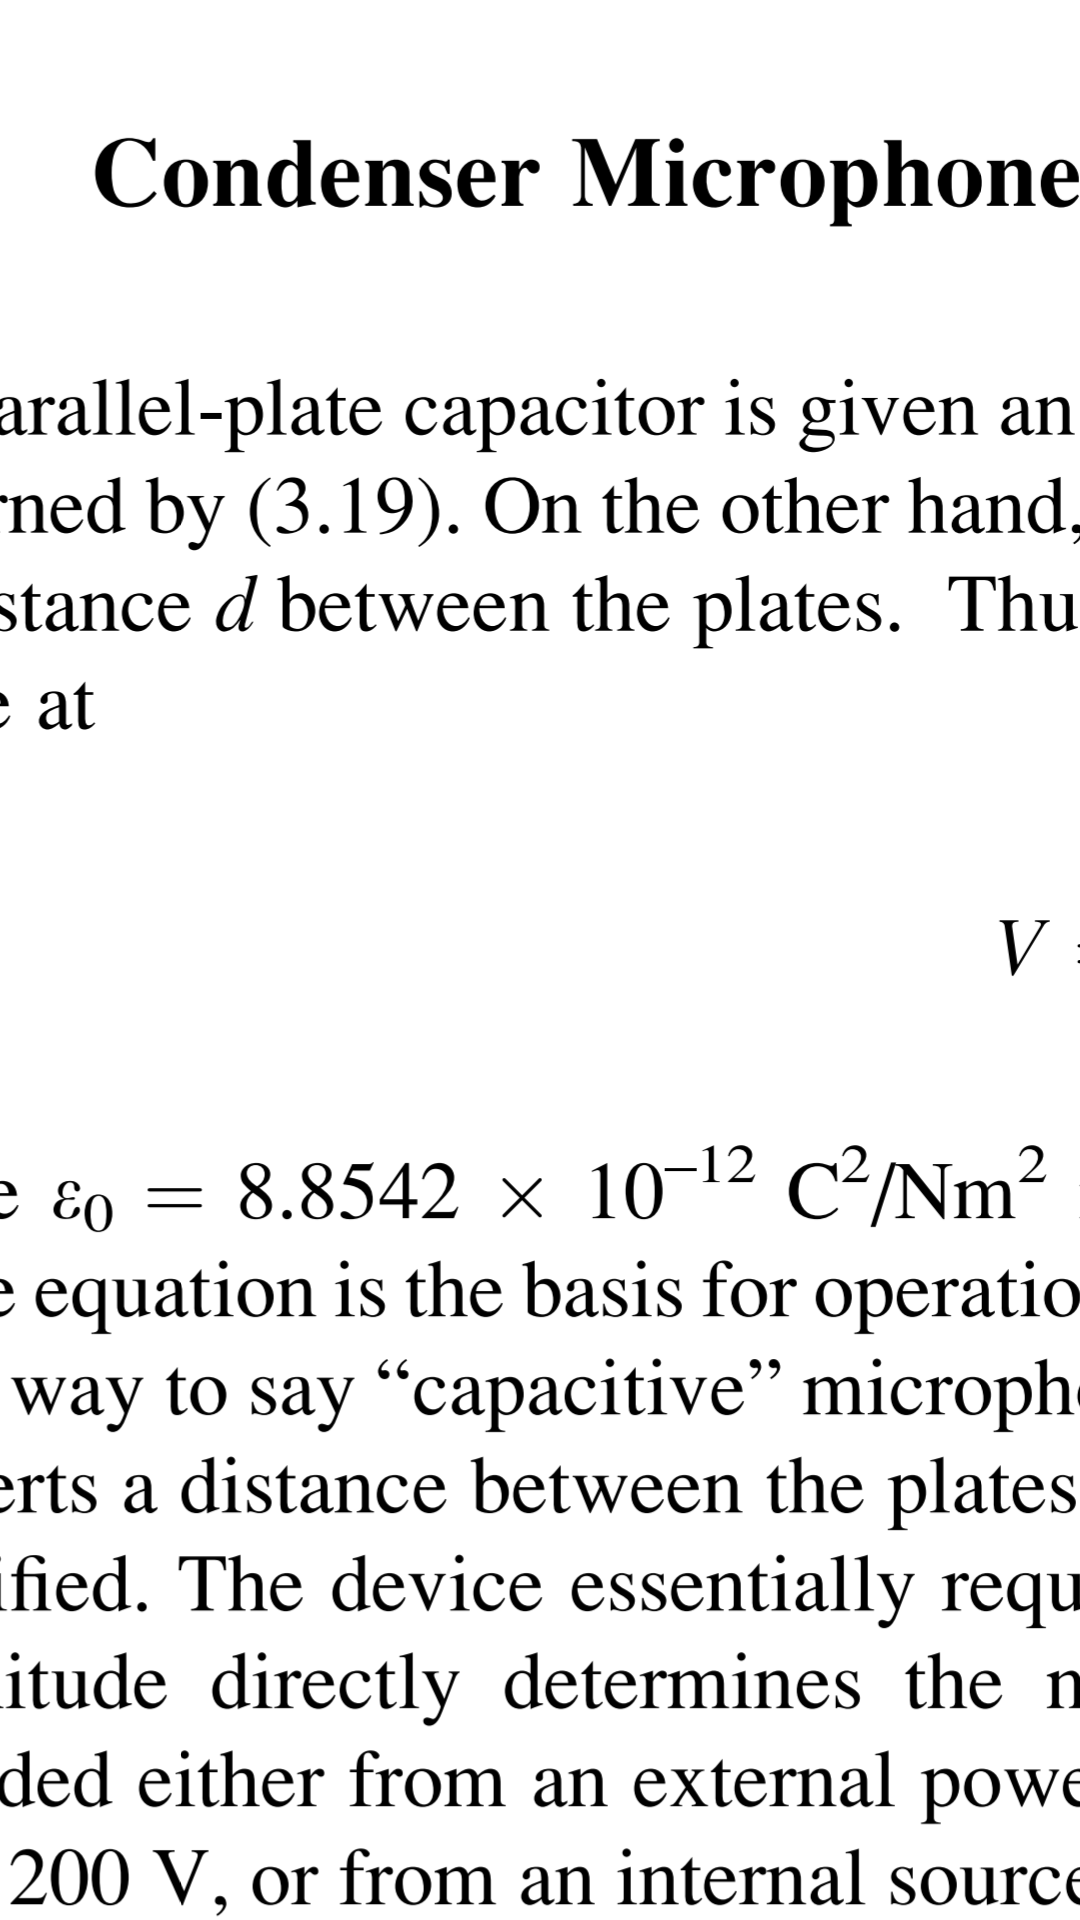 Condenser Microphone
arallel-plate capacitor is given an
rned by (3.19). On the other hand,
stance d between the plates. Thu
e at
V
e ε₀ = 8.8542 × 10⁻¹² C²/Nm²
e equation is the basis for operatio
way to say “capacitive” microph
erts a distance between the plates
ified. The device essentially requ
litude directly determines the n
ded either from an external powe
200 V, or from an internal source